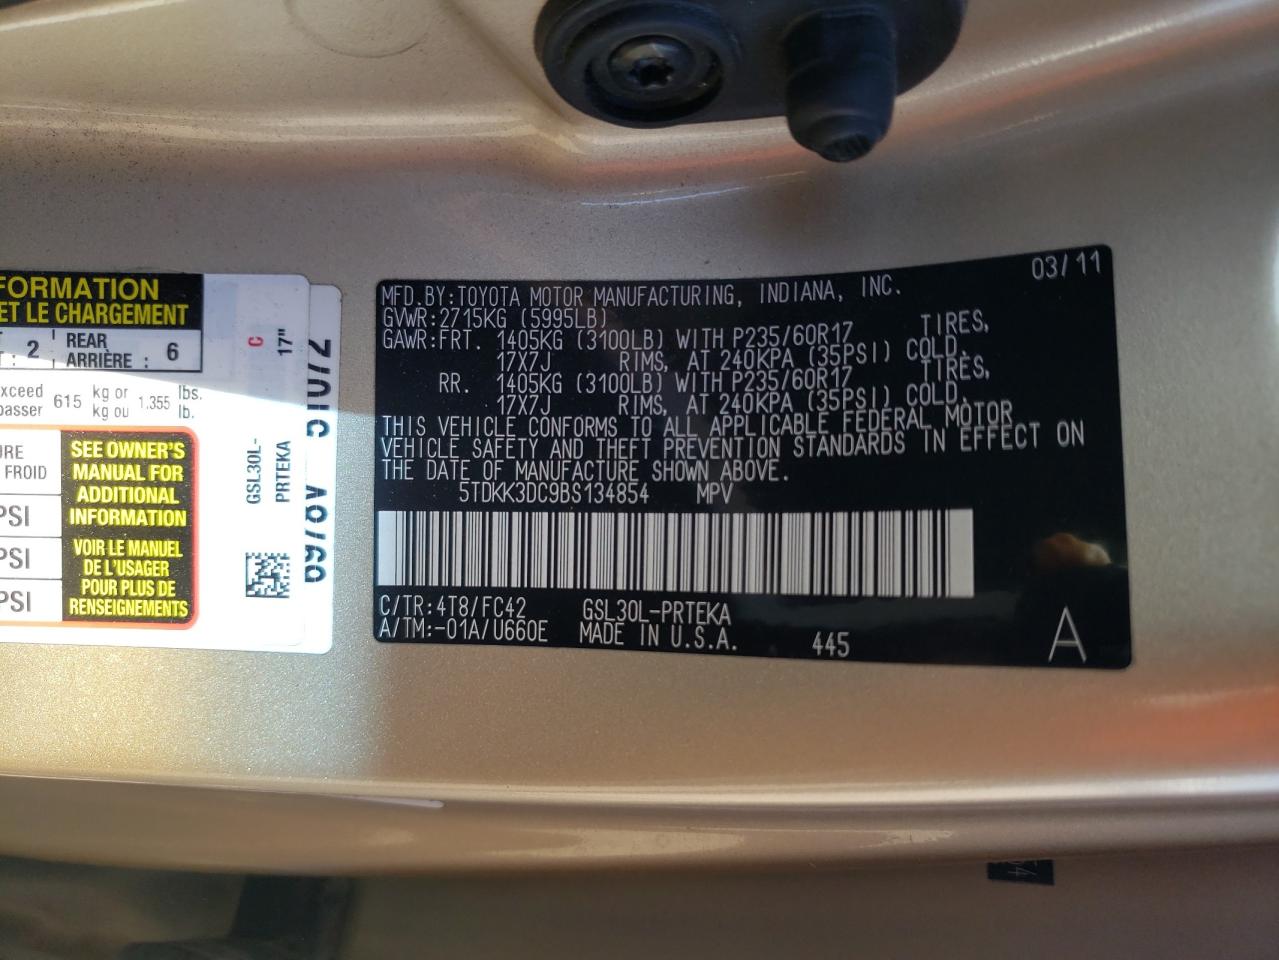 FORMATION
ET LE CHARGEMENT
2 REAR ARRIÈRE : 6
exceed
passer 615 kg or kg ou 1,355 lbs. lb.
FROID
PSI
PSI
PSI
SEE OWNER'S
MANUAL FOR
ADDITIONAL
INFORMATION
VOIR LE MANUEL
DE L'USAGER
POUR PLUS DE
RENSEIGNEMENTS
C 17"
GSL30L-
PRTEKA
03/11
MFD.BY:TOYOTA MOTOR MANUFACTURING, INDIANA, INC.
GVWR:2715KG (5995LB)
GAWR:FRT. 1405KG (3100LB) WITH P235/60R17 TIRES,
17X7J RIMS, AT 240KPA (35PSI) COLD.
RR. 1405KG (3100LB) WITH P235/60R17 TIRES,
17X7J RIMS, AT 240KPA (35PSI) COLD.
THIS VEHICLE CONFORMS TO ALL APPLICABLE FEDERAL MOTOR
VEHICLE SAFETY AND THEFT PREVENTION STANDARDS IN EFFECT ON
THE DATE OF MANUFACTURE SHOWN ABOVE.
5TDKK3DC9BS134854 MPV
C/TR:4T8/FC42 GSL30L-PRTEKA
A/TM:-01A/U660E MADE IN U.S.A. 445 A